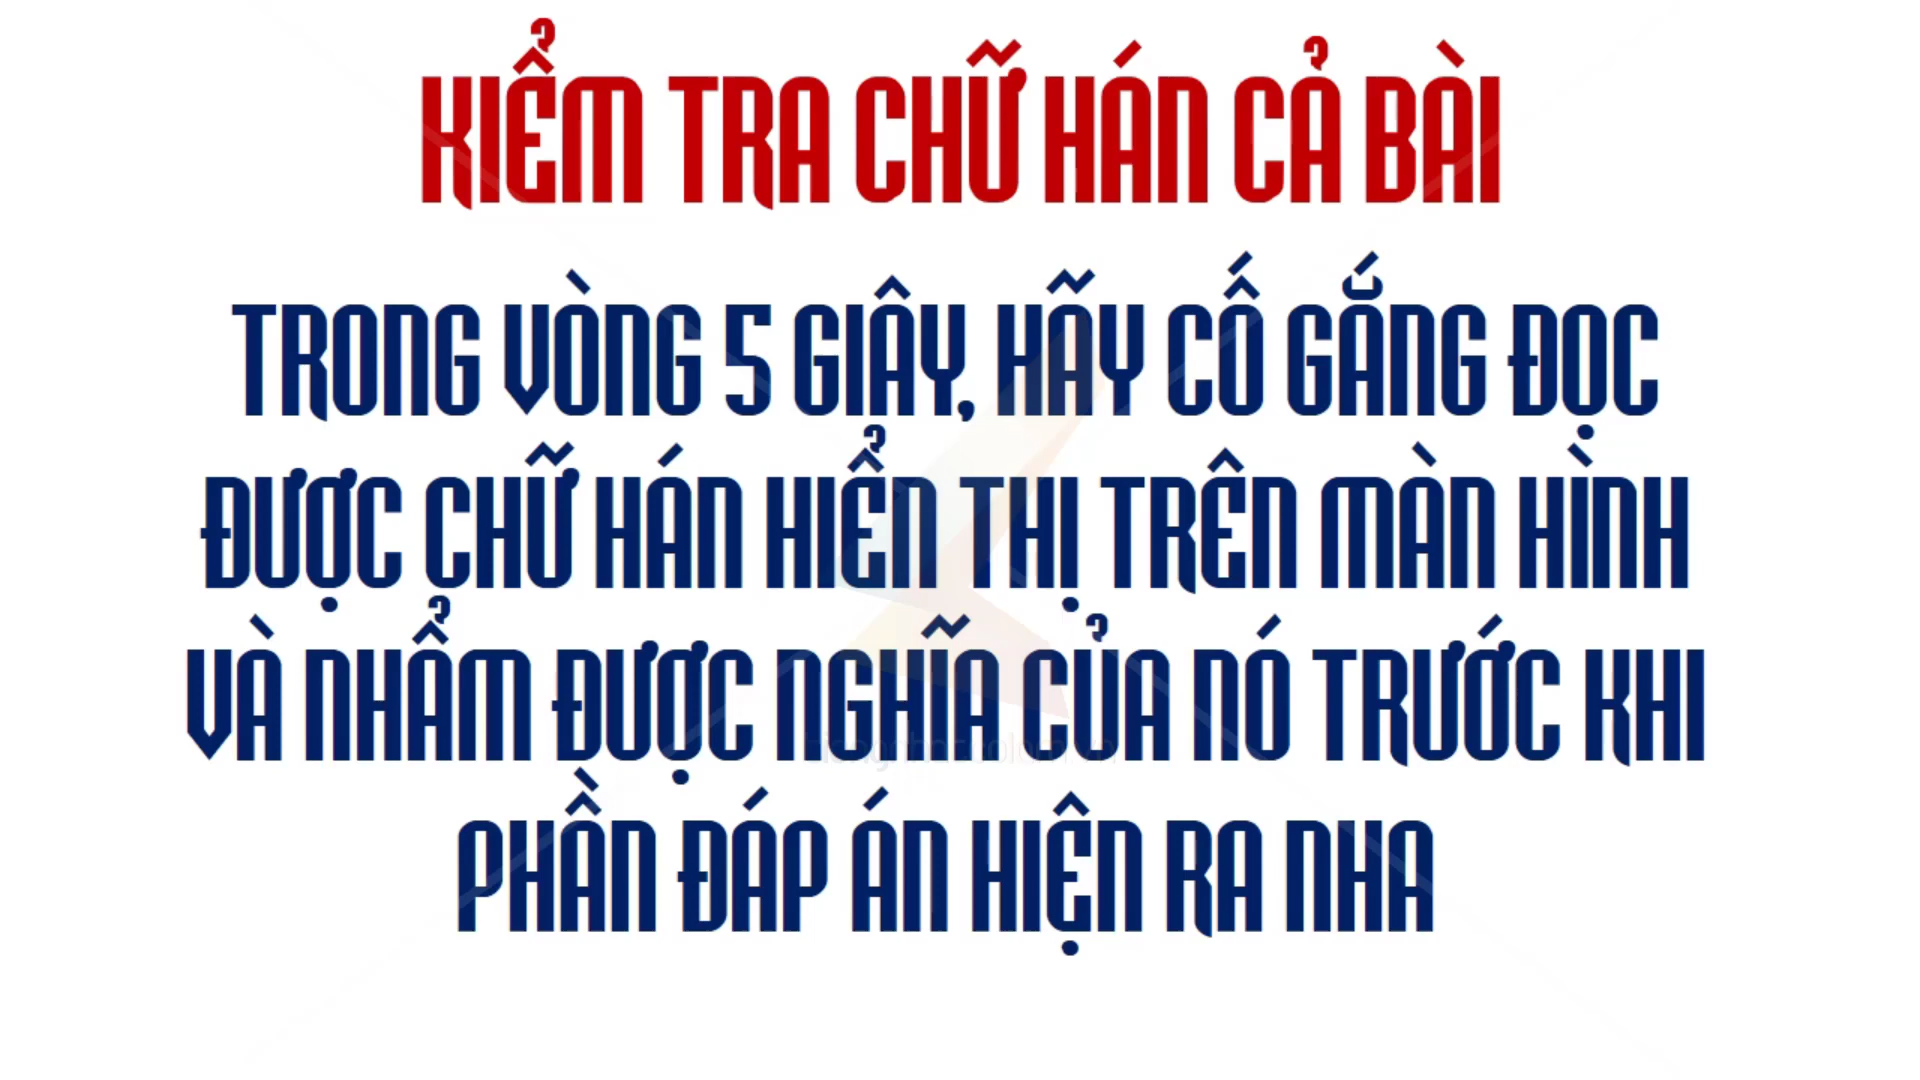 KIỂM TRA CHỮ HÁN CẢ BÀI
TRONG VÒNG 5 GIÂY, HÃY CỐ GẮNG ĐỌC
ĐƯỢC CHỮ HÁN HIỂN THỊ TRÊN MÀN HÌNH
VÀ NHẨM ĐƯỢC NGHĨA CỦA NÓ TRƯỚC KHI
PHẦN ĐÁP ÁN HIỆN RA NHA